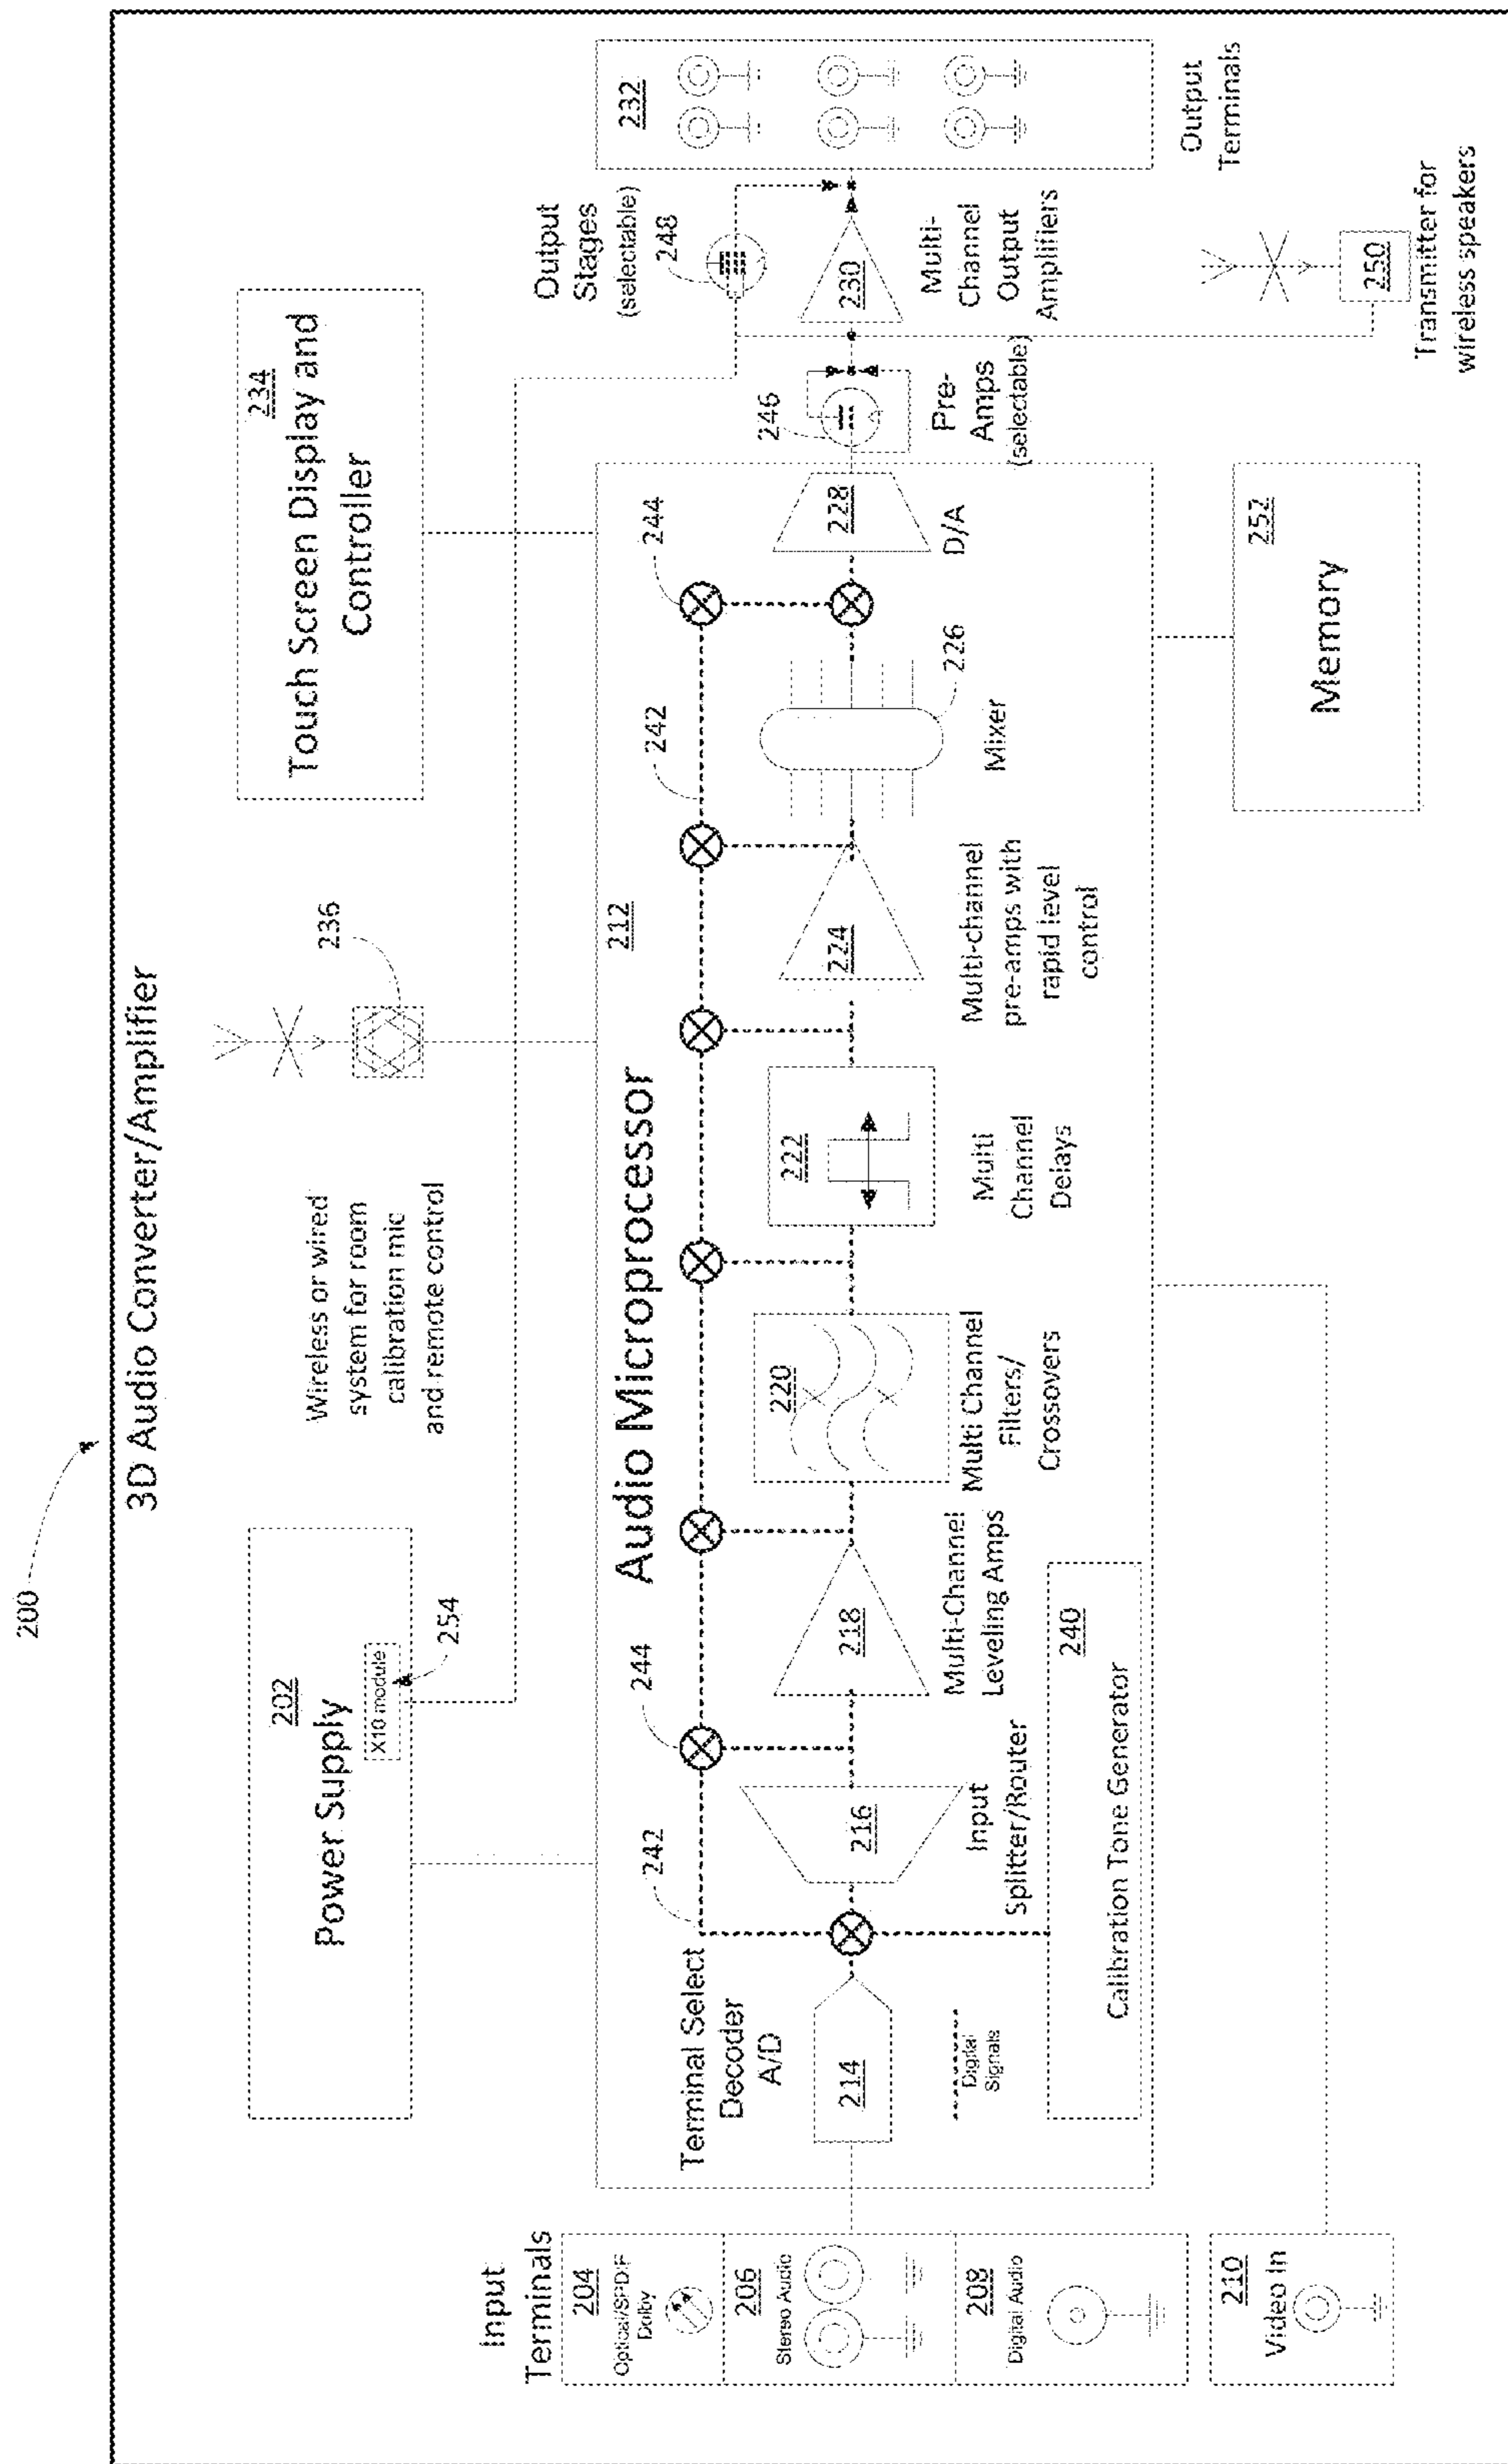 200
3D Audio Converter/Amplifier
202
Power Supply
X10 module
254
Wireless or wired
system for room
calibration mic
and remote control
236
234
Touch Screen Display and
Controller
Input
Terminals
204
Optical/SPDIF
Dolby
206
Stereo Audio
208
Digital Audio
210
Video In
Audio Microprocessor
212
242
244
242
244
Terminal Select
Decoder
A/D
214
216
Input
Splitter/Router
218
Multi-Channel
Leveling Amps
220
Multi Channel
Filters/
Crossovers
222
Multi
Channel
Delays
224
Multi-channel
pre-amps with
rapid level
control
226
Mixer
228
D/A
Digital
Signals
240
Calibration Tone Generator
246
Pre-
Amps
(selectable)
Output
Stages
(selectable)
248
230
Multi-
Channel
Output
Amplifiers
232
Output
Terminals
250
Transmitter for
wireless speakers
252
Memory